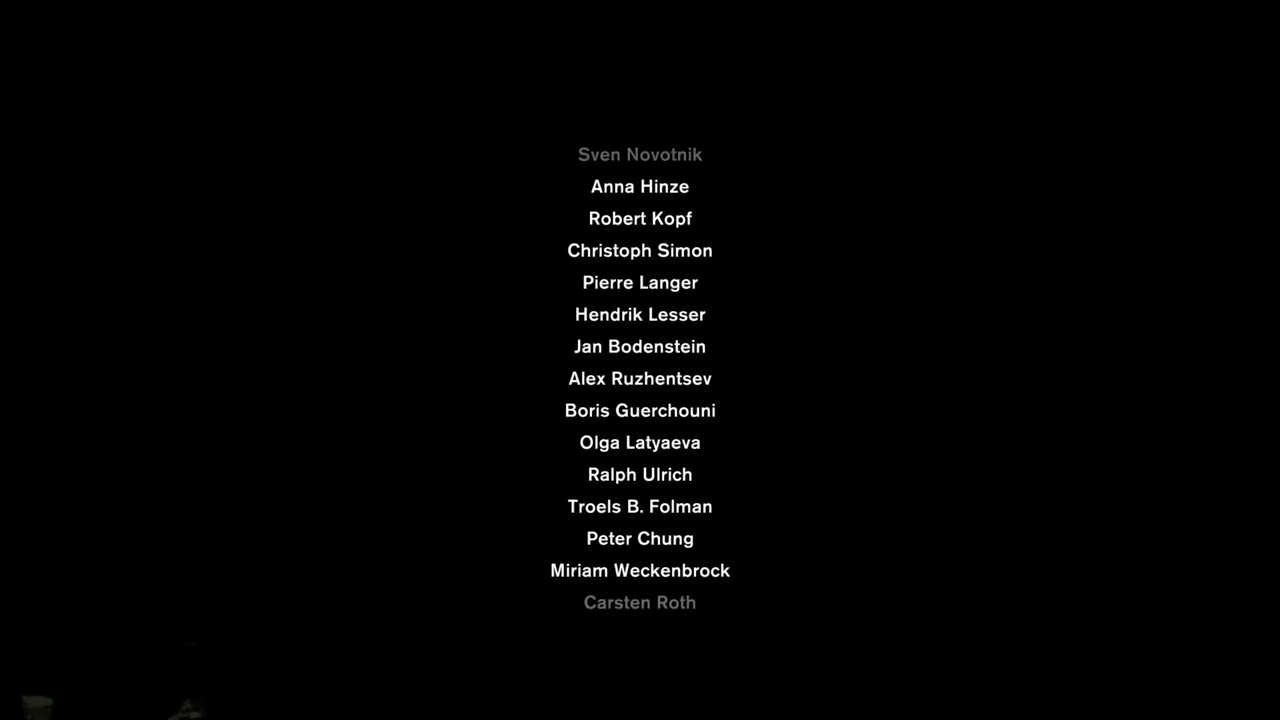 Sven Novotnik
Anna Hinze
Robert Kopf
Christoph Simon
Pierre Langer
Hendrik Lesser
Jan Bodenstein
Alex Ruzhentsev
Boris Guerchouni
Olga Latyaeva
Ralph Ulrich
Troels B. Folman
Peter Chung
Miriam Weckenbrock
Carsten Roth